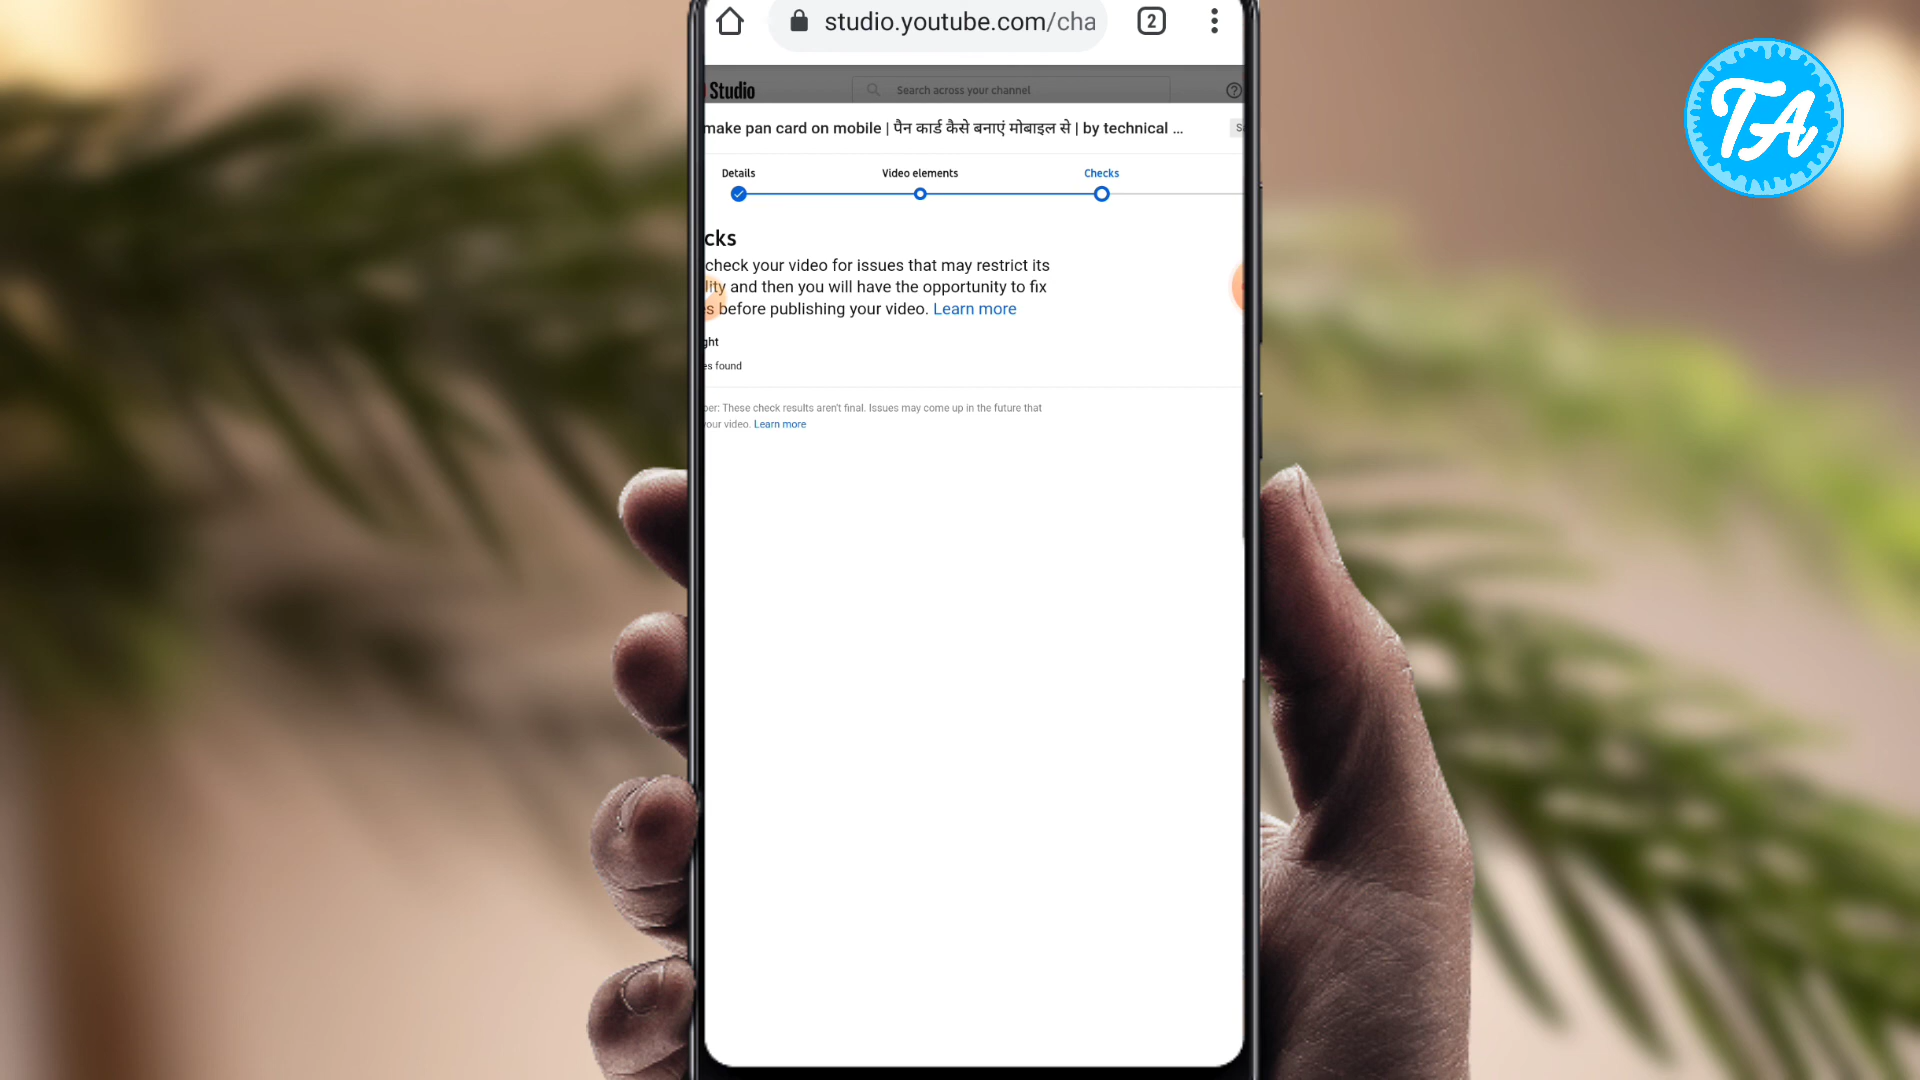 studio.youtube.com/cha
2
Studio
Search across your channel
make pan card on mobile | पैन कार्ड कैसे बनाएं मोबाइल से | by technical ...
Details
Video elements
Checks
cks
check your video for issues that may restrict its
lity and then you will have the opportunity to fix
s before publishing your video. Learn more
ght
es found
ber: These check results aren't final. Issues may come up in the future that
your video. Learn more
TA